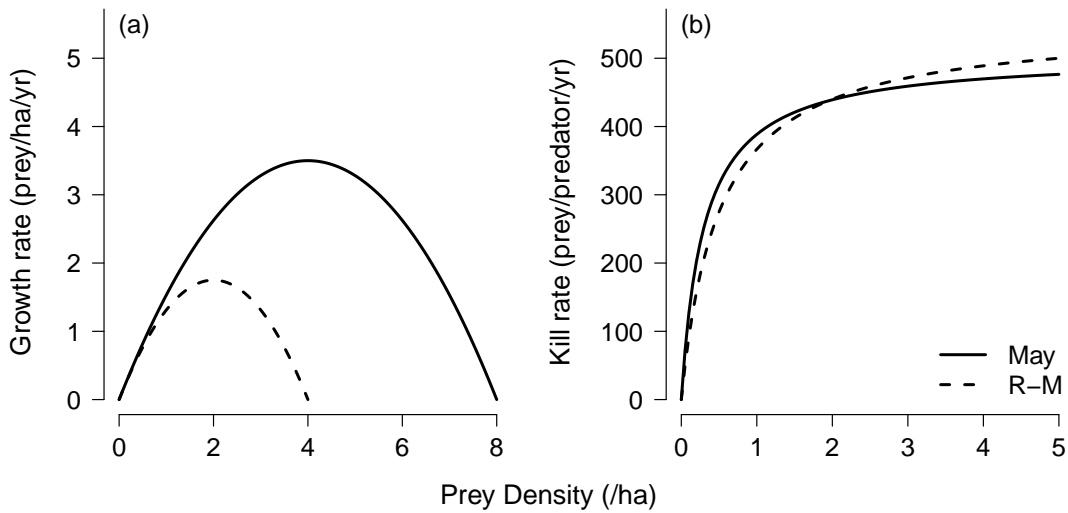 (a)
Growth rate (prey/ha/yr)
5
4
3
2
1
0
0 2 4 6 8
(b)
Kill rate (prey/predator/yr)
500
400
300
200
100
0
0 1 2 3 4 5
May
R−M
Prey Density (/ha)